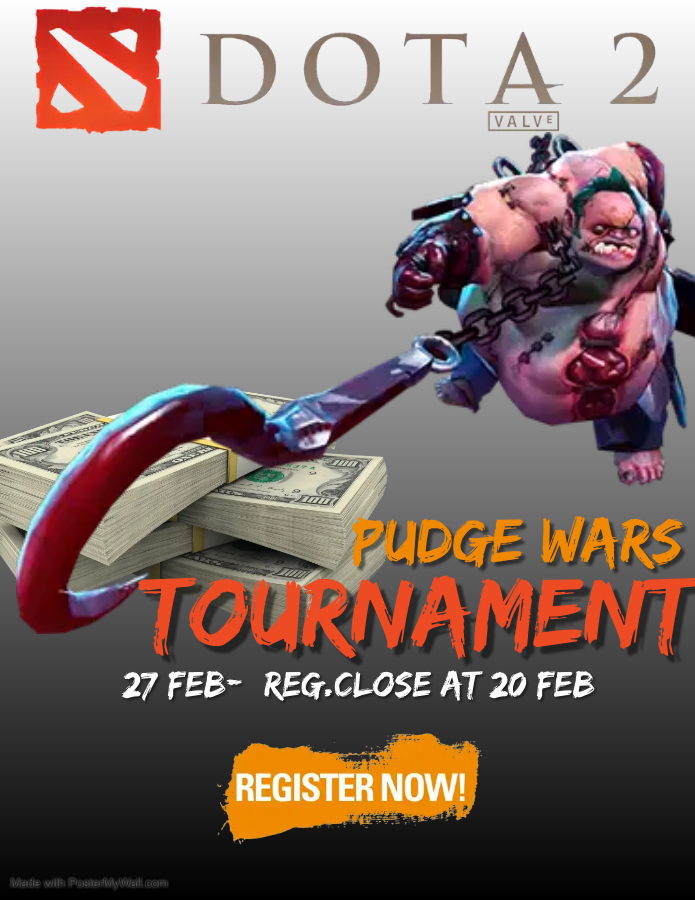 DOTA 2
VALVE
PUDGE WARS
TOURNAMENT
27 FEB- REG.CLOSE AT 20 FEB
REGISTER NOW!
Made with PosterMyWall.com